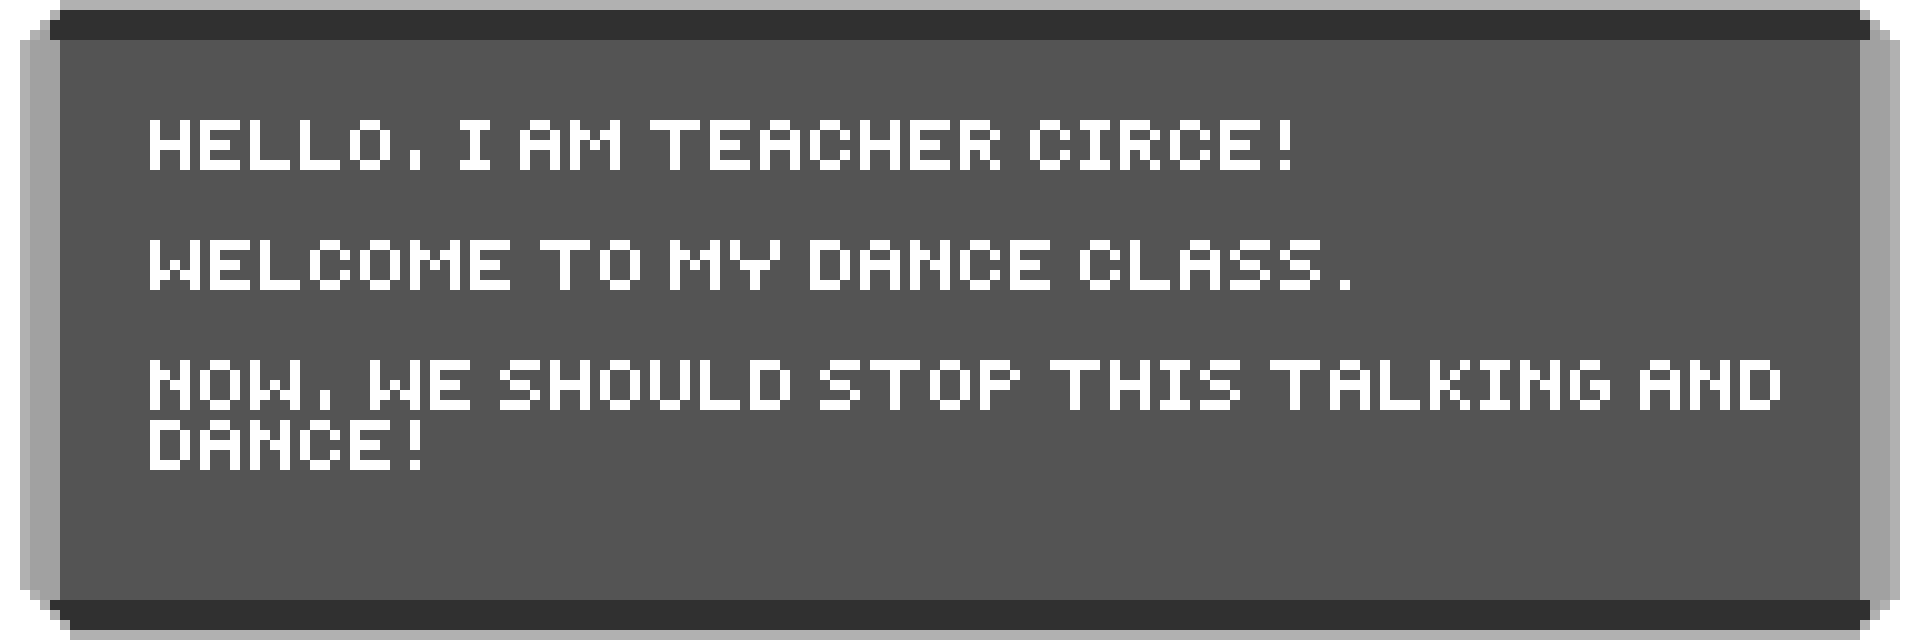 HELLO, I AM TEACHER CIRCE!
WELCOME TO MY DANCE CLASS.
NOW, WE SHOULD STOP THIS TALKING AND
DANCE!